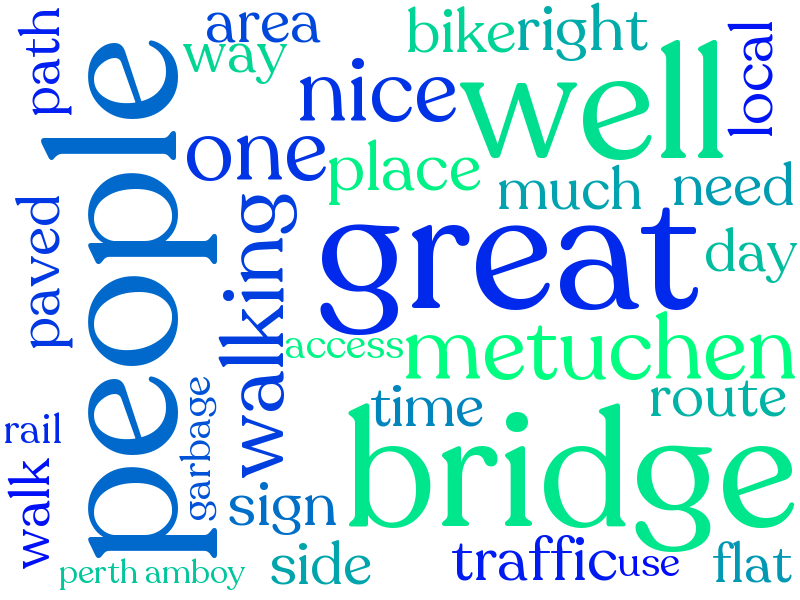 path
area
way
bike
right
local
people
nice
well
one
place
much
need
paved
walking
great
day
access
metuchen
time
route
rail
garbage
bridge
walk
sign
side
traffic
use
flat
perth amboy